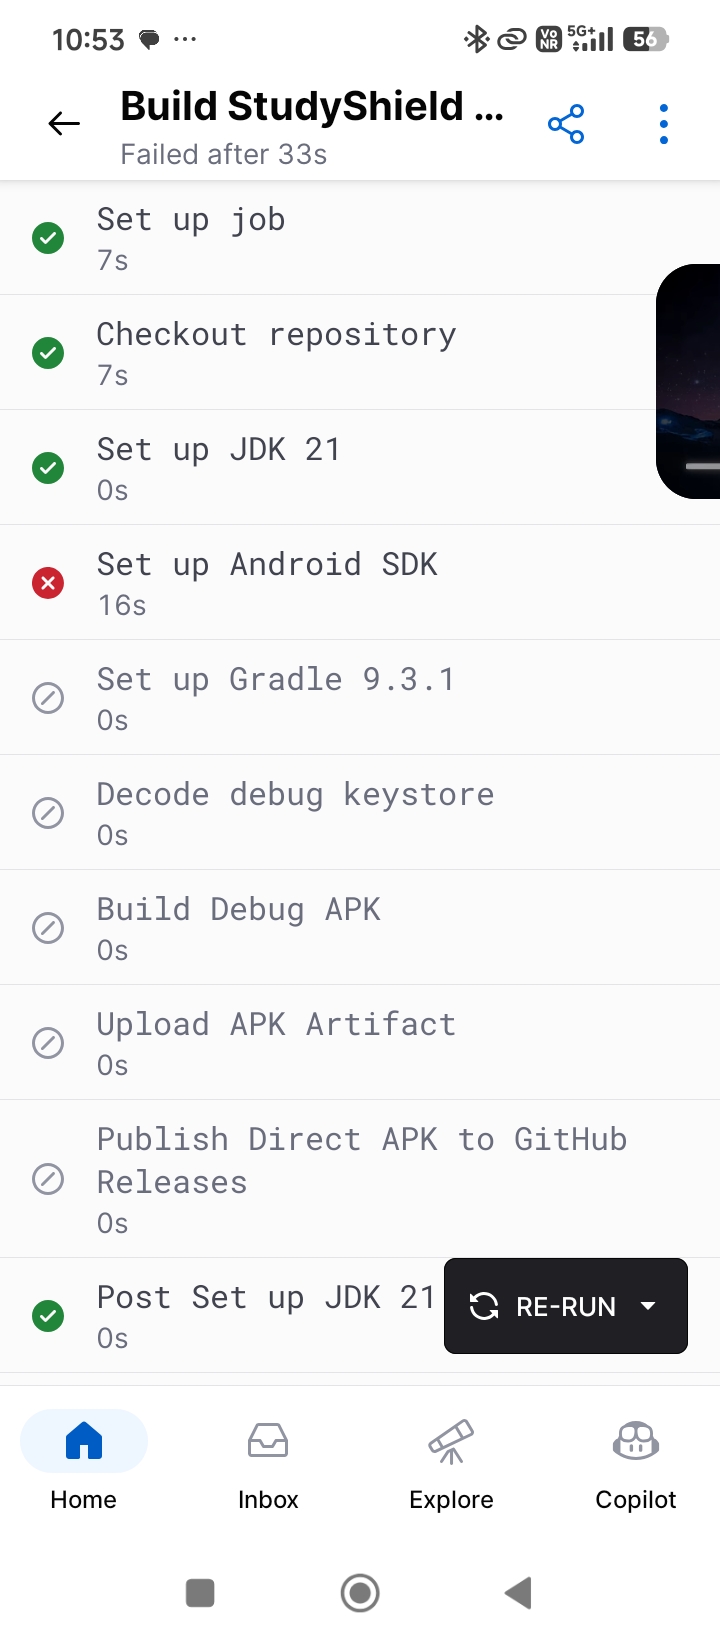 10:53
VoNR
5G+
56
Build StudyShield ...
Failed after 33s
Set up job
7s
Checkout repository
7s
Set up JDK 21
0s
Set up Android SDK
16s
Set up Gradle 9.3.1
0s
Decode debug keystore
0s
Build Debug APK
0s
Upload APK Artifact
0s
Publish Direct APK to GitHub
Releases
0s
Post Set up JDK 21
0s
RE-RUN
Home
Inbox
Explore
Copilot